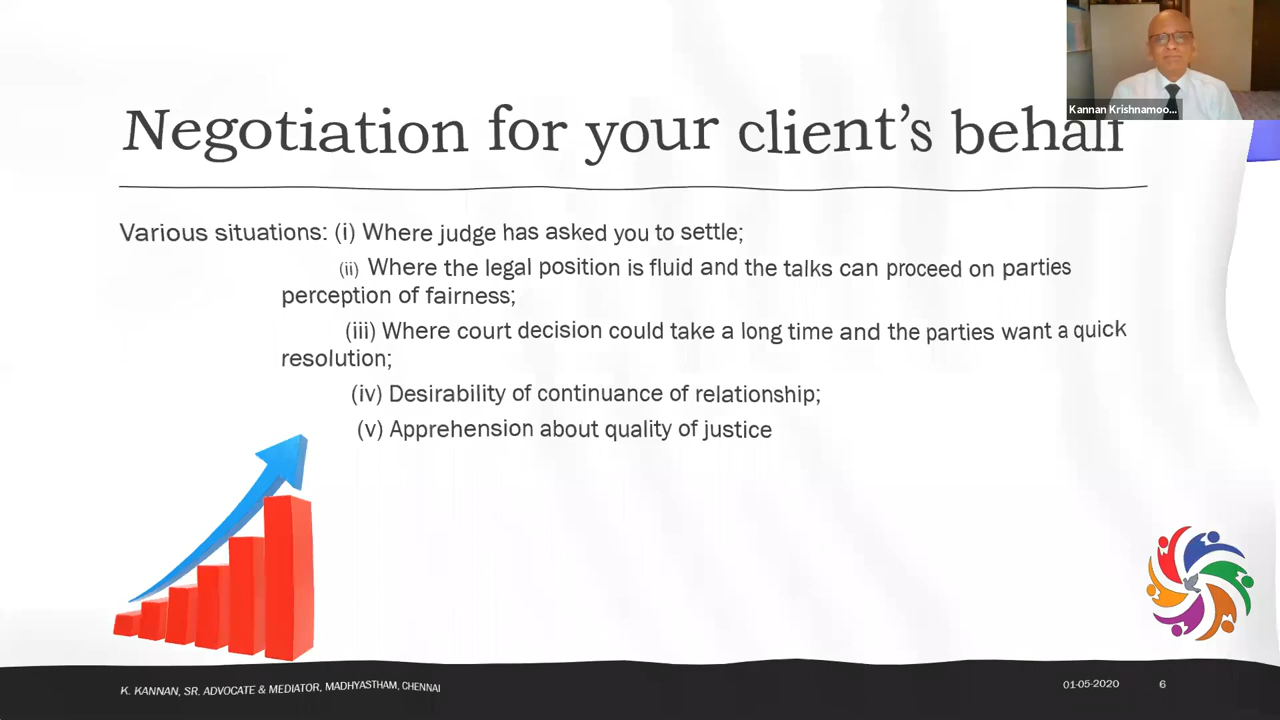 Kannan Krishnamoo...
Negotiation for your client's behalf
Various situations: (i) Where judge has asked you to settle;
(ii) Where the legal position is fluid and the talks can proceed on parties
perception of fairness;
(iii) Where court decision could take a long time and the parties want a quick
resolution;
(iv) Desirability of continuance of relationship;
(v) Apprehension about quality of justice
K. KANNAN, SR. ADVOCATE & MEDIATOR, MADHYASTHAM, CHENNAI
01-05-2020
6